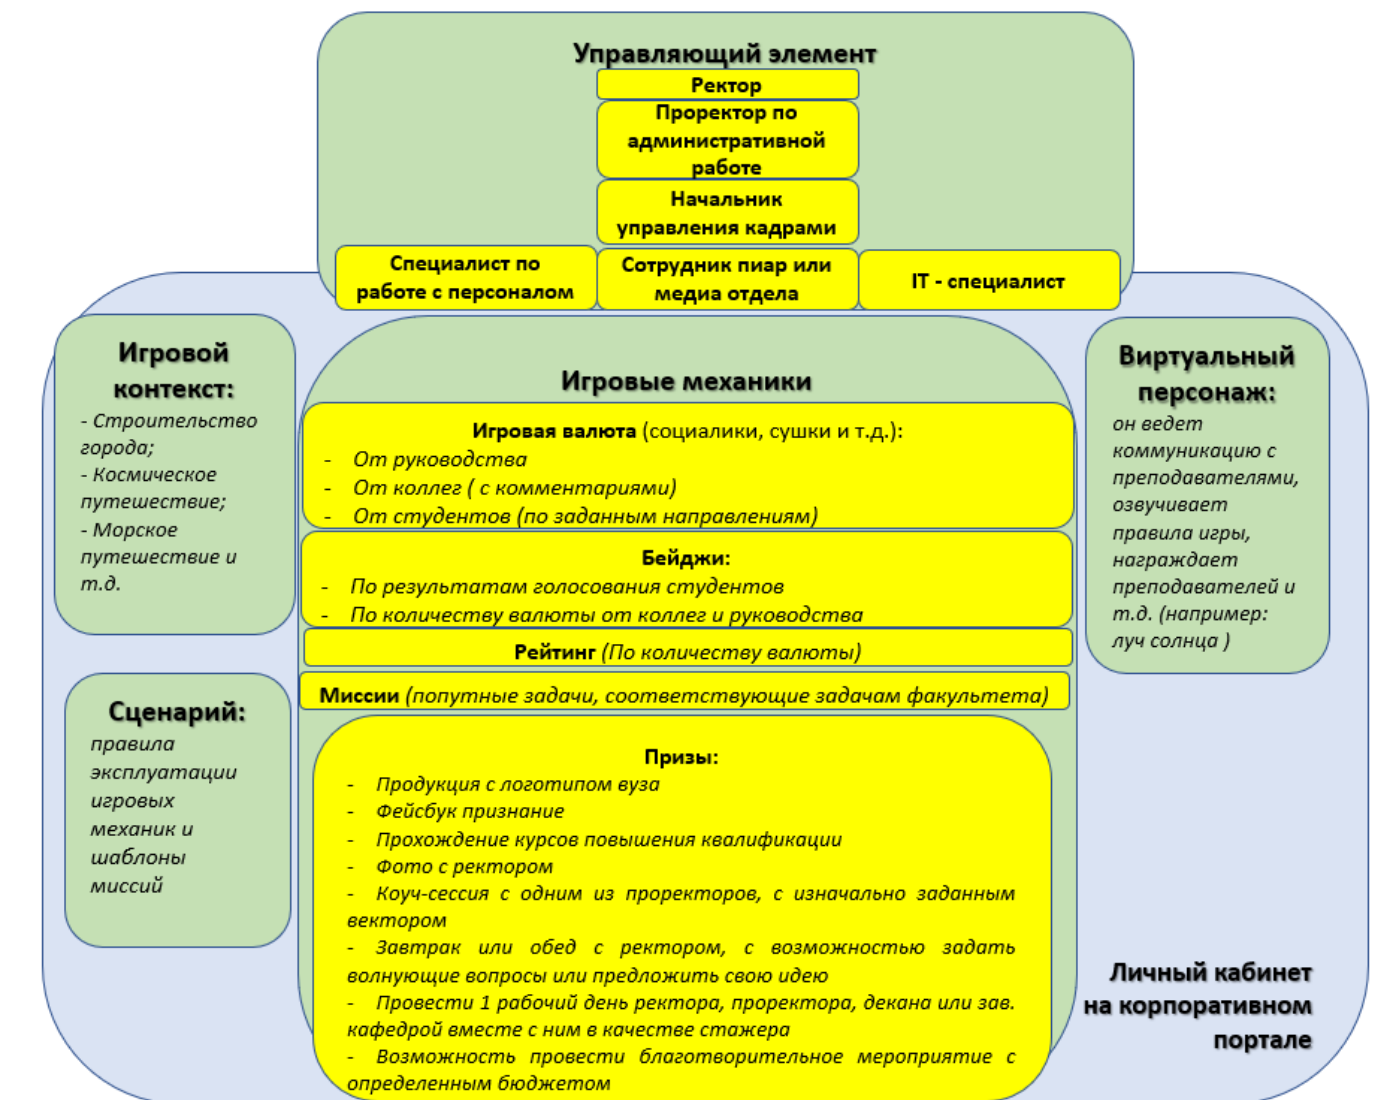 Управляющий элемент
Ректор
Проректор по
административной
работе
Начальник
управления кадрами
Специалист по
работе с персоналом
Сотрудник пиар или
медиа отдела
IT - специалист
Игровой
контекст:
- Строительство
города;
- Космическое
путешествие;
- Морское
путешествие и
т.д.
Сценарий:
правила
эксплуатации
игровых
механик и
шаблоны
миссий
Игровые механики
Игровая валюта (социалики, сушки и т.д.):
- От руководства
- От коллег ( с комментариями)
- От студентов (по заданным направлениям)
Бейджи:
- По результатам голосования студентов
- По количеству валюты от коллег и руководства
Рейтинг (По количеству валюты)
Миссии (попутные задачи, соответствующие задачам факультета)
Призы:
- Продукция с логотипом вуза
- Фейсбук признание
- Прохождение курсов повышения квалификации
- Фото с ректором
- Коуч-сессия с одним из проректоров, с изначально заданным
вектором
- Завтрак или обед с ректором, с возможностью задать
волнующие вопросы или предложить свою идею
- Провести 1 рабочий день ректора, проректора, декана или зав.
кафедрой вместе с ним в качестве стажера
- Возможность провести благотворительное мероприятие с
определенным бюджетом
Виртуальный
персонаж:
он ведет
коммуникацию с
преподавателями,
озвучивает
правила игры,
награждает
преподавателей и
т.д. (например:
луч солнца )
Личный кабинет
на корпоративном
портале